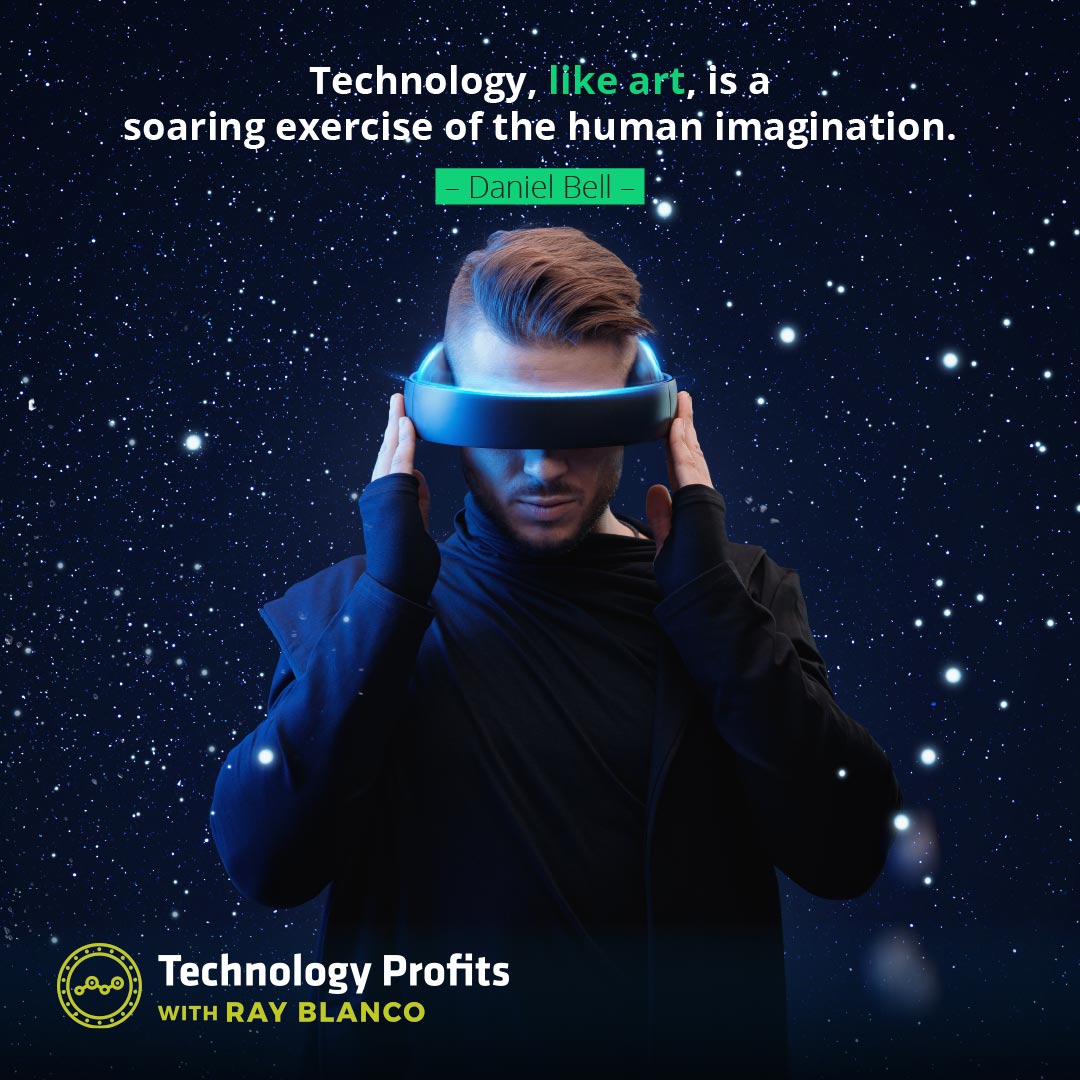 Technology, like art, is a
soaring exercise of the human imagination.
– Daniel Bell –
Technology Profits
WITH RAY BLANCO